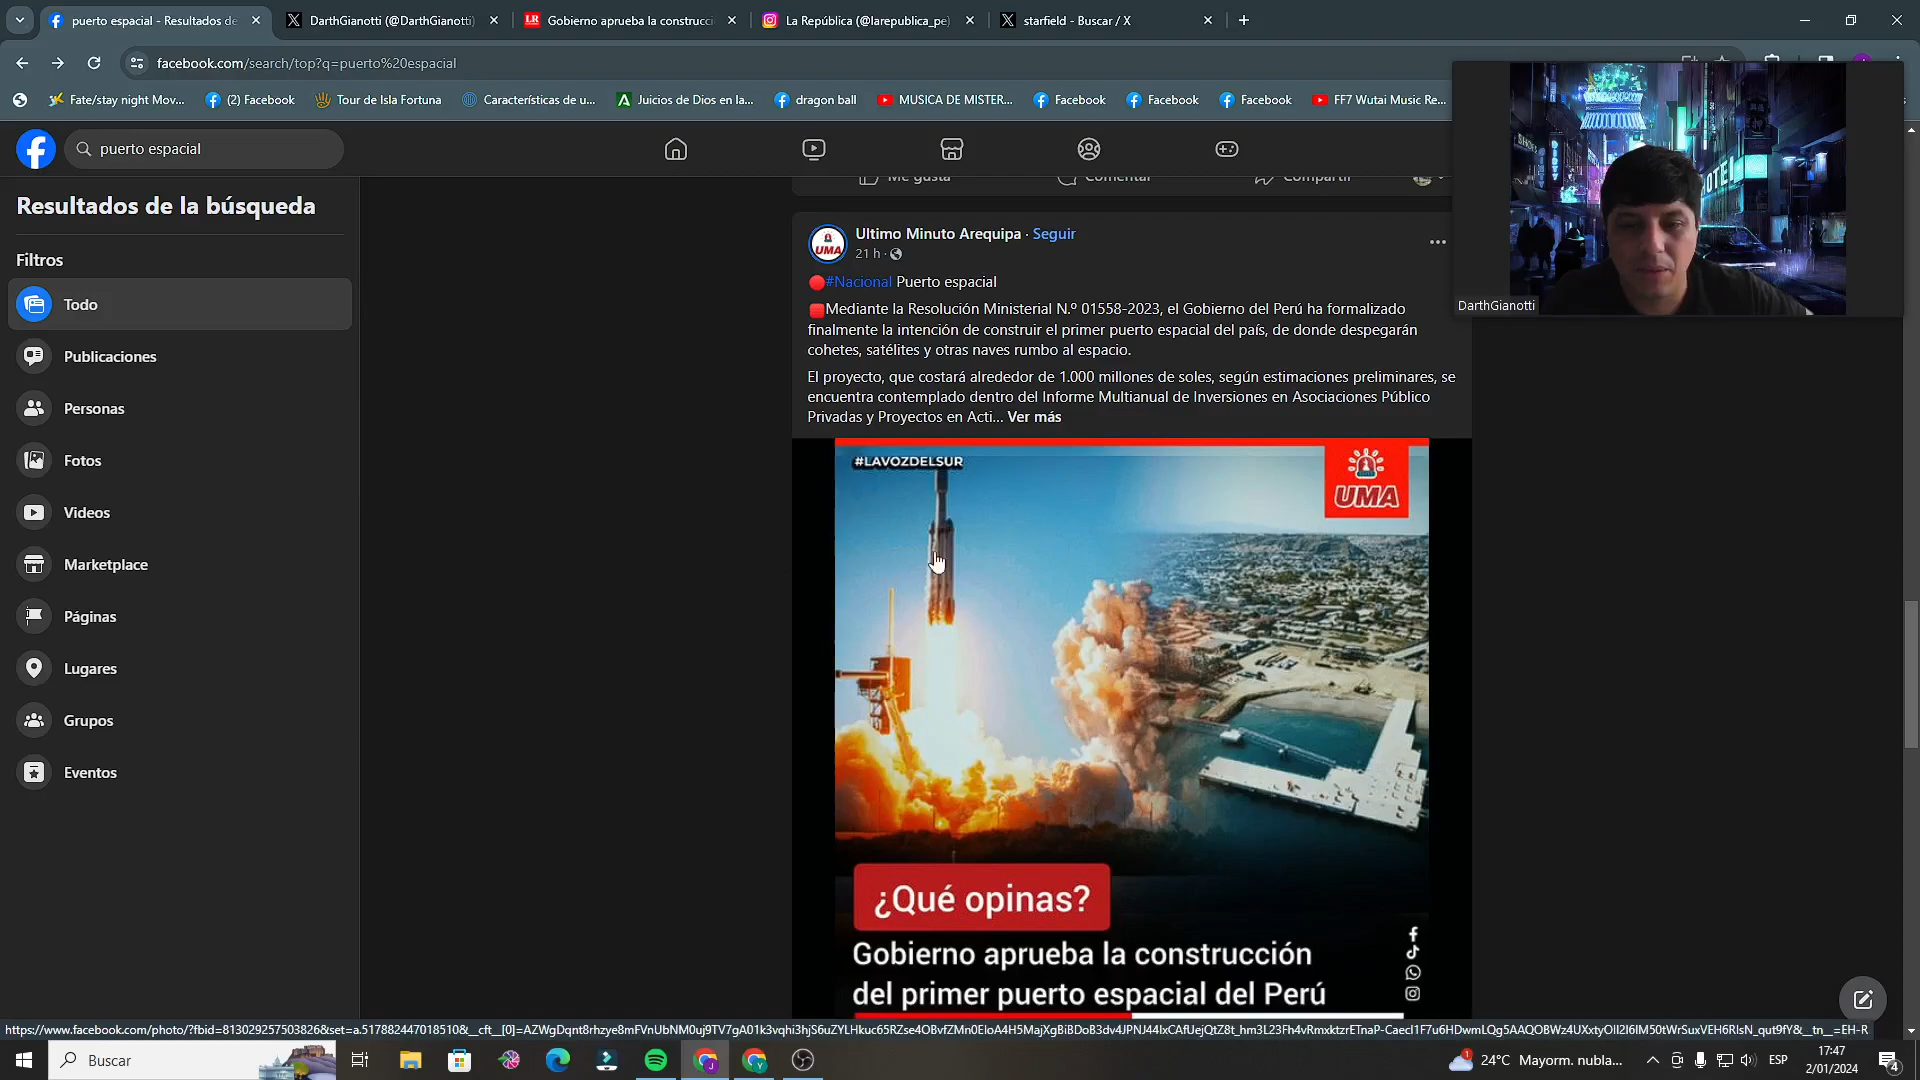 puerto espacial - Resultados de
DarthGianotti (@DarthGianotti)
Gobierno aprueba la construcci
La República (@larepublica_pe)
starfield - Buscar / X
facebook.com/search/top?q=puerto%20espacial
Fate/stay night Mov...
(2) Facebook
Tour de Isla Fortuna
Características de u...
Juicios de Dios en la...
dragon ball
MUSICA DE MISTER...
Facebook
Facebook
Facebook
FF7 Wutai Music Re...
puerto espacial
Resultados de la búsqueda
Filtros
Todo
Publicaciones
Personas
Fotos
Videos
Marketplace
Páginas
Lugares
Grupos
Eventos
Me gusta
Comentar
Compartir
Ultimo Minuto Arequipa · Seguir
21 h ·
#Nacional Puerto espacial
Mediante la Resolución Ministerial N.º 01558-2023, el Gobierno del Perú ha formalizado
finalmente la intención de construir el primer puerto espacial del país, de donde despegarán
cohetes, satélites y otras naves rumbo al espacio.
El proyecto, que costará alrededor de 1.000 millones de soles, según estimaciones preliminares, se
encuentra contemplado dentro del Informe Multianual de Inversiones en Asociaciones Público
Privadas y Proyectos en Acti... Ver más
#LAVOZDELSUR
UMA
¿Qué opinas?
Gobierno aprueba la construcción
del primer puerto espacial del Perú
DarthGianotti
HOTEL
Buscar
24°C Mayorm. nubla...
ESP
17:47
2/01/2024
4